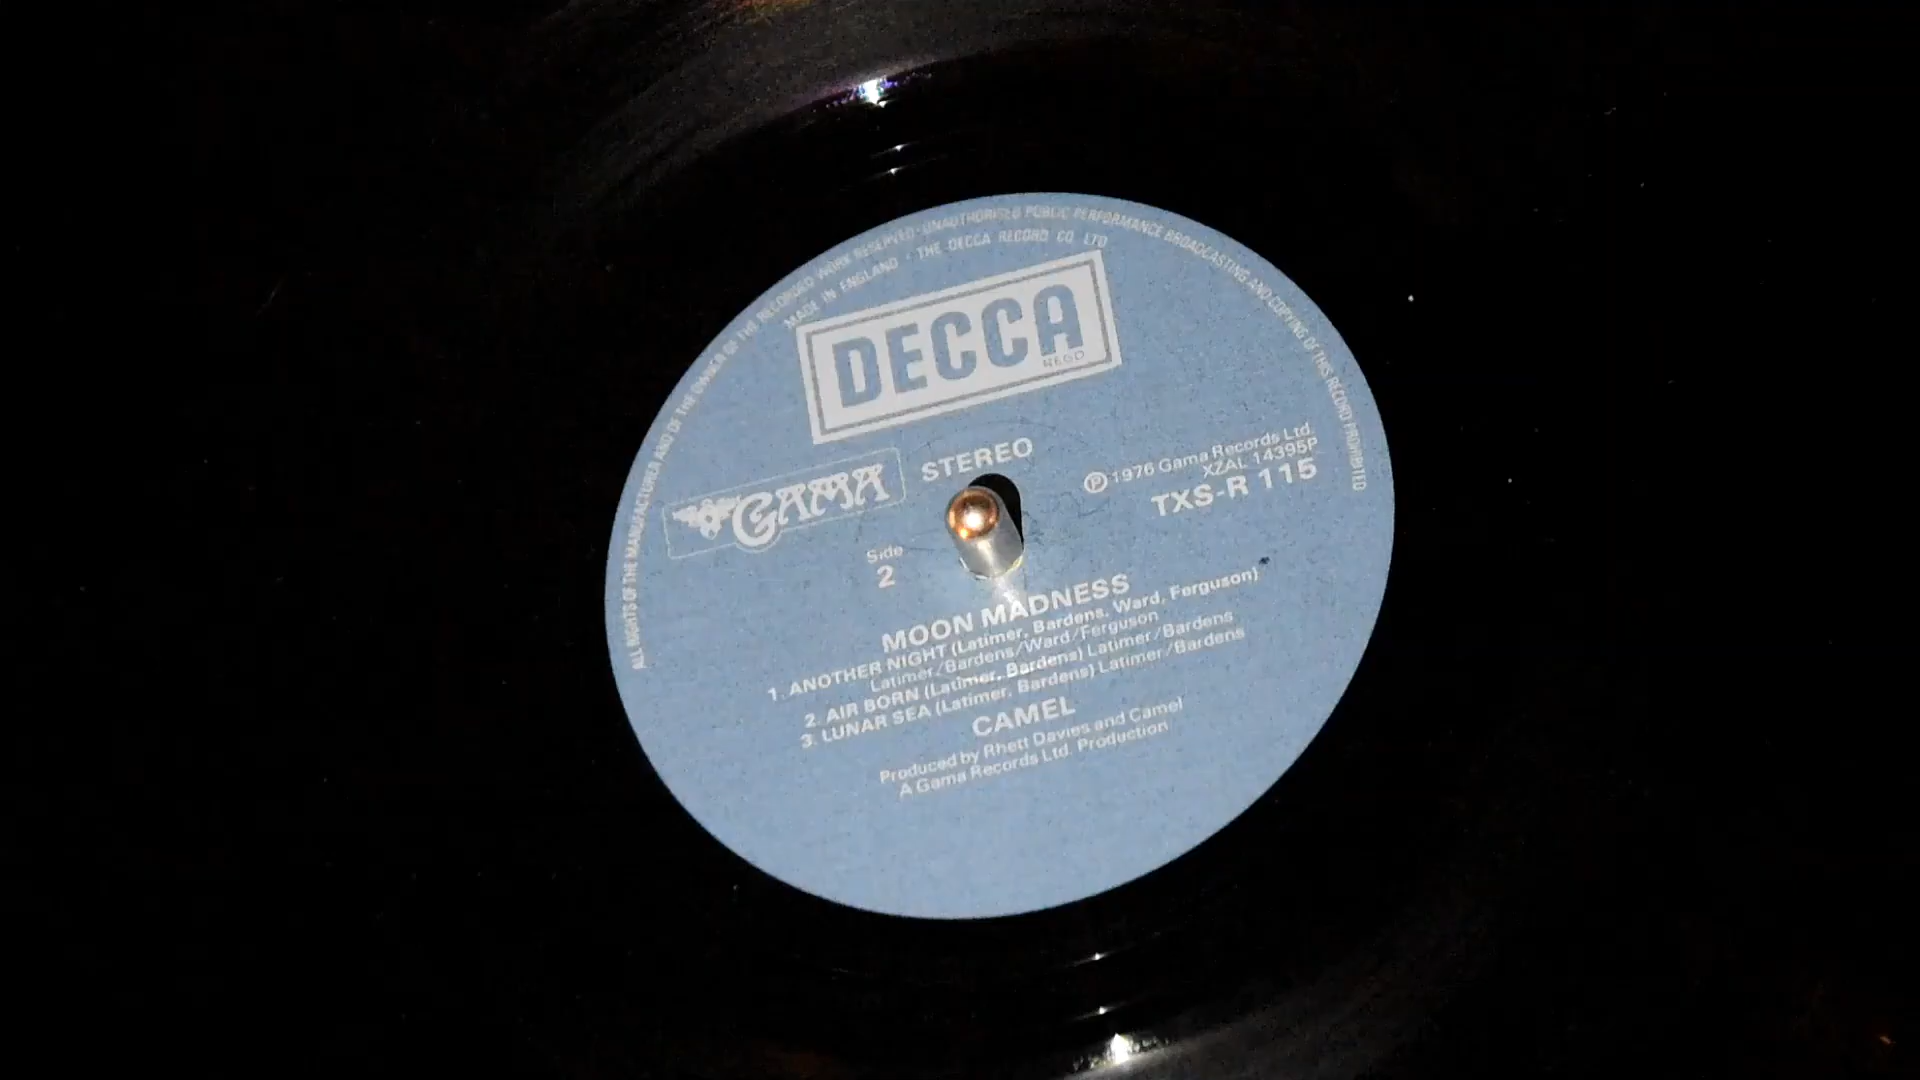 ALL RIGHTS OF THE MANUFACTURER AND OF THE OWNER OF THE RECORDED WORK RESERVED·UNAUTHORISED PUBLIC PERFORMANCE BROADCASTING AND COPYING OF THIS RECORD PROHIBITED
MADE IN ENGLAND · THE DECCA RECORD CO. LTD
DECCA
REGD
GAMA
STEREO
℗ 1976 Gama Records Ltd.
XZAL 14395P
TXS-R 115
Side
2
MOON MADNESS
1. ANOTHER NIGHT (Latimer, Bardens, Ward, Ferguson)
Latimer/Bardens/Ward/Ferguson
2. AIR BORN (Latimer, Bardens) Latimer/Bardens
3. LUNAR SEA (Latimer, Bardens) Latimer/Bardens
CAMEL
Produced by Rhett Davies and Camel
A Gama Records Ltd. Production